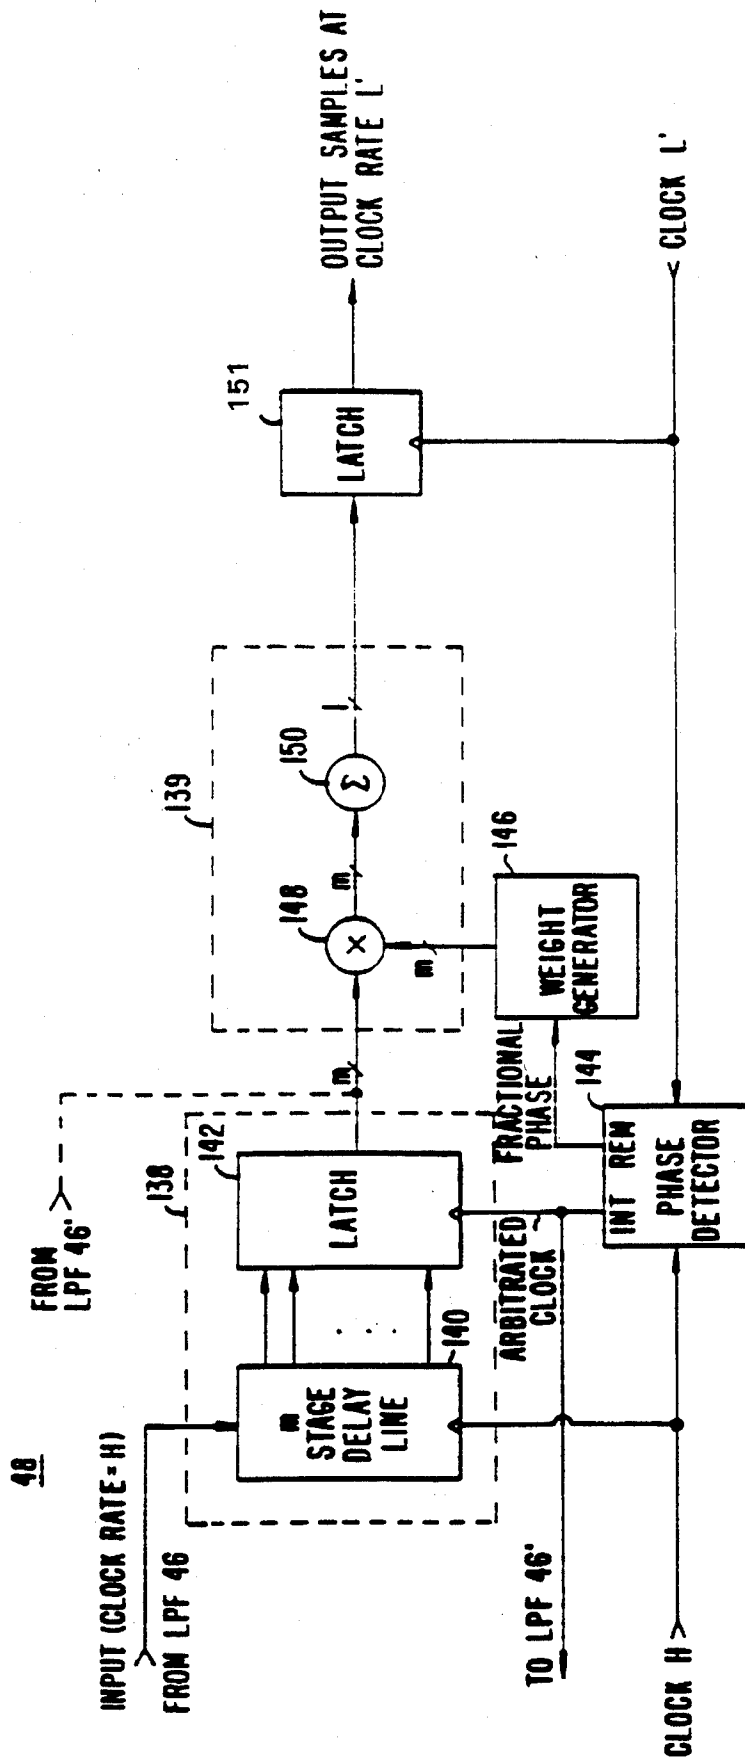 48
INPUT (CLOCK RATE=H)
FROM LPF 46
FROM
LPF 46'
138
m
STAGE
DELAY
LINE
140
142
LATCH
m
139
148
×
m
150
Σ
1
151
LATCH
OUTPUT SAMPLES AT
CLOCK RATE L'
m
146
WEIGHT
GENERATOR
FRACTIONAL
PHASE
144
INT REM
PHASE
DETECTOR
ARBITRATED
CLOCK
TO LPF 46'
CLOCK H
CLOCK L'